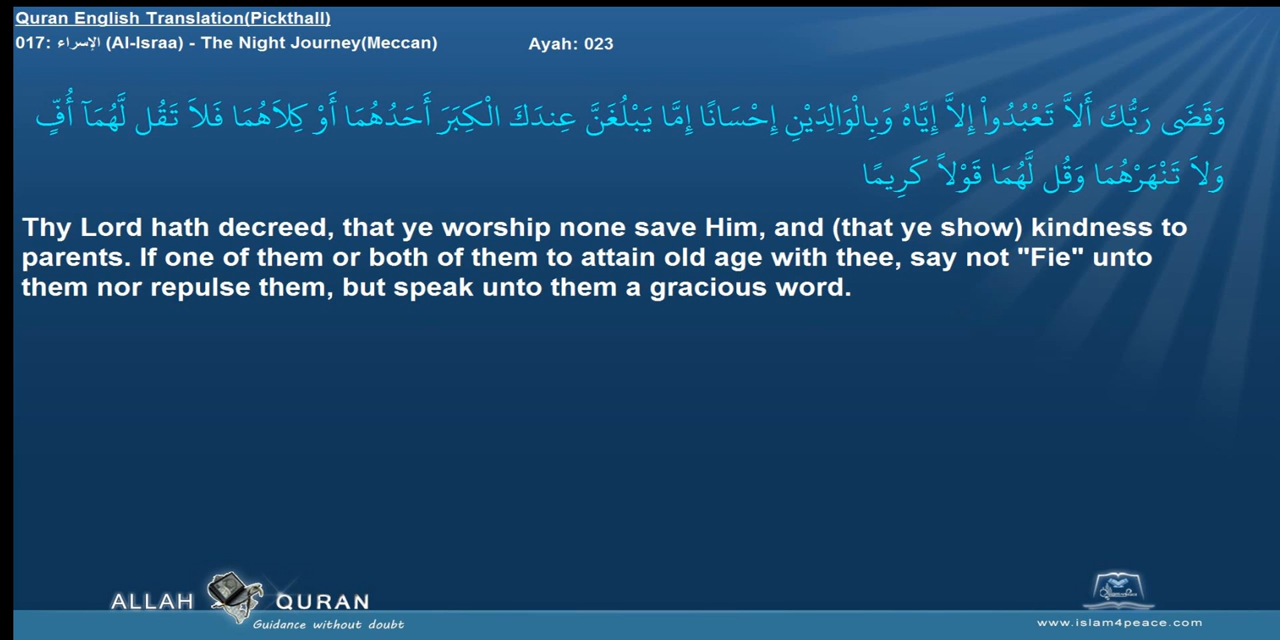 Quran English Translation(Pickthall)
017: الإسراء (Al-Israa) - The Night Journey(Meccan) Ayah: 023
وَقَضَى رَبُّكَ أَلاَّ تَعْبُدُواْ إِلاَّ إِيَّاهُ وَبِالْوَالِدَيْنِ إِحْسَانًا إِمَّا يَبْلُغَنَّ عِندَكَ الْكِبَرَ أَحَدُهُمَا أَوْ كِلاَهُمَا فَلاَ تَقُل لَّهُمَآ أُفٍّ
وَلاَ تَنْهَرْهُمَا وَقُل لَّهُمَا قَوْلاً كَرِيمًا
Thy Lord hath decreed, that ye worship none save Him, and (that ye show) kindness to
parents. If one of them or both of them to attain old age with thee, say not "Fie" unto
them nor repulse them, but speak unto them a gracious word.
ALLAH QURAN
Guidance without doubt
www.islam4peace.com